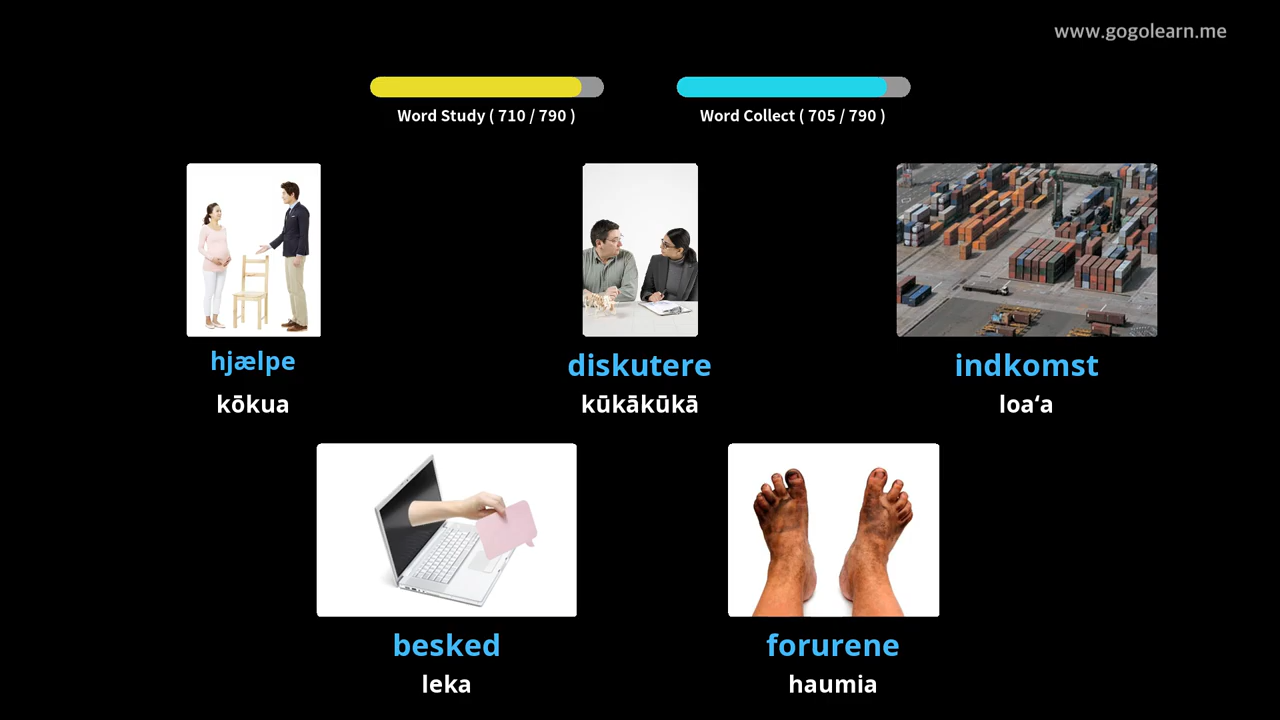 www.gogolearn.me
Word Study ( 710 / 790 )
Word Collect ( 705 / 790 )
hjælpe
kōkua
diskutere
kūkākūkā
indkomst
loaʻa
besked
leka
forurene
haumia